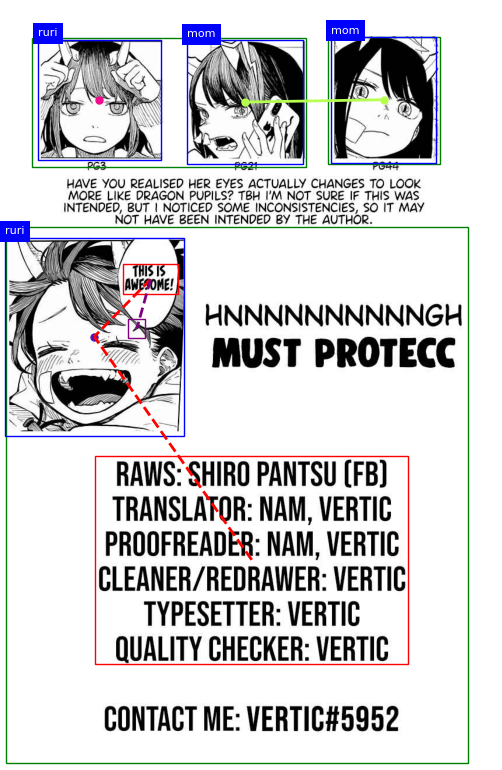 ruri
mom
mom
PG3
PG21
PG44
HAVE YOU REALISED HER EYES ACTUALLY CHANGES TO LOOK
MORE LIKE DRAGON PUPILS? TBH I'M NOT SURE IF THIS WAS
INTENDED, BUT I NOTICED SOME INCONSISTENCIES, SO IT MAY
NOT HAVE BEEN INTENDED BY THE AUTHOR.
ruri
THIS IS
AWESOME!
HNNNNNNNNNNNGH
MUST PROTECC
RAWS: SHIRO PANTSU (FB)
TRANSLATOR: NAM, VERTIC
PROOFREADER: NAM, VERTIC
CLEANER/REDRAWER: VERTIC
TYPESETTER: VERTIC
QUALITY CHECKER: VERTIC
CONTACT ME: VERTIC#5952